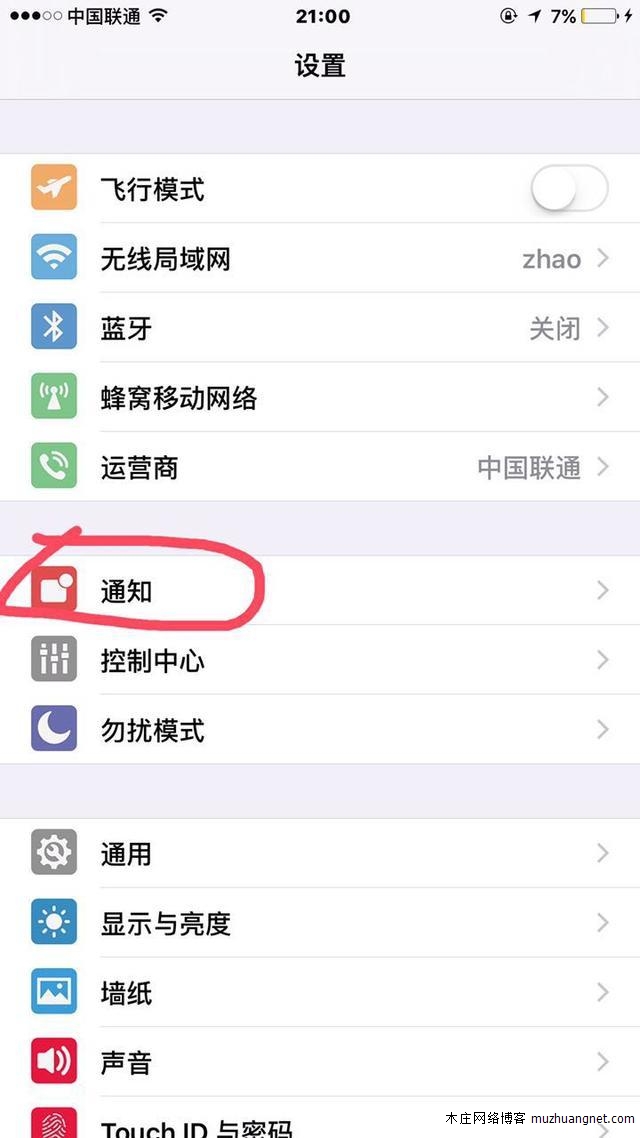 中国联通 21:00 7%
设置
飞行模式
无线局域网 zhao
蓝牙 关闭
蜂窝移动网络
运营商 中国联通
通知
控制中心
勿扰模式
通用
显示与亮度
墙纸
声音
Touch ID 与密码
木庄网络博客 muzhuangnet.com